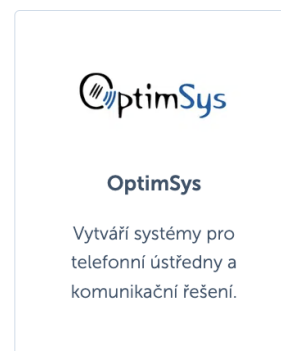 OptimSys
OptimSys
Vytváří systémy pro
telefonní ústředny a
komunikační řešení.